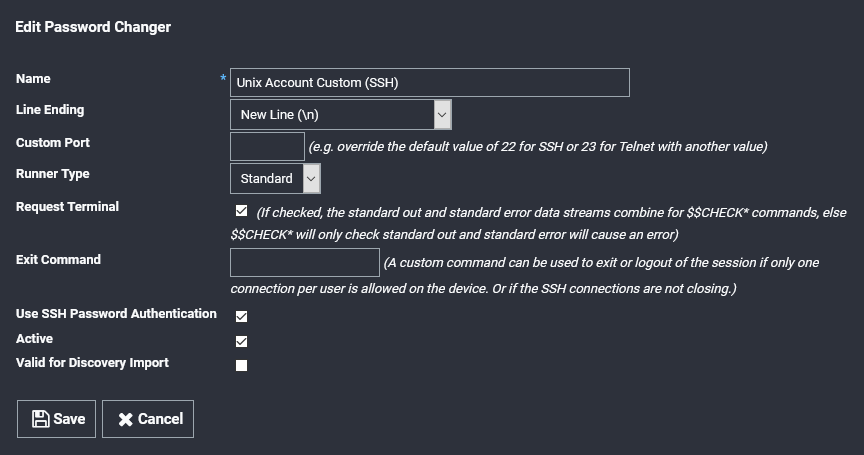 Edit Password Changer
Name * Unix Account Custom (SSH)
Line Ending New Line (\n)
Custom Port (e.g. override the default value of 22 for SSH or 23 for Telnet with another value)
Runner Type Standard
Request Terminal (If checked, the standard out and standard error data streams combine for $$CHECK* commands, else
$$CHECK* will only check standard out and standard error will cause an error)
Exit Command (A custom command can be used to exit or logout of the session if only one
connection per user is allowed on the device. Or if the SSH connections are not closing.)
Use SSH Password Authentication
Active
Valid for Discovery Import
Save Cancel